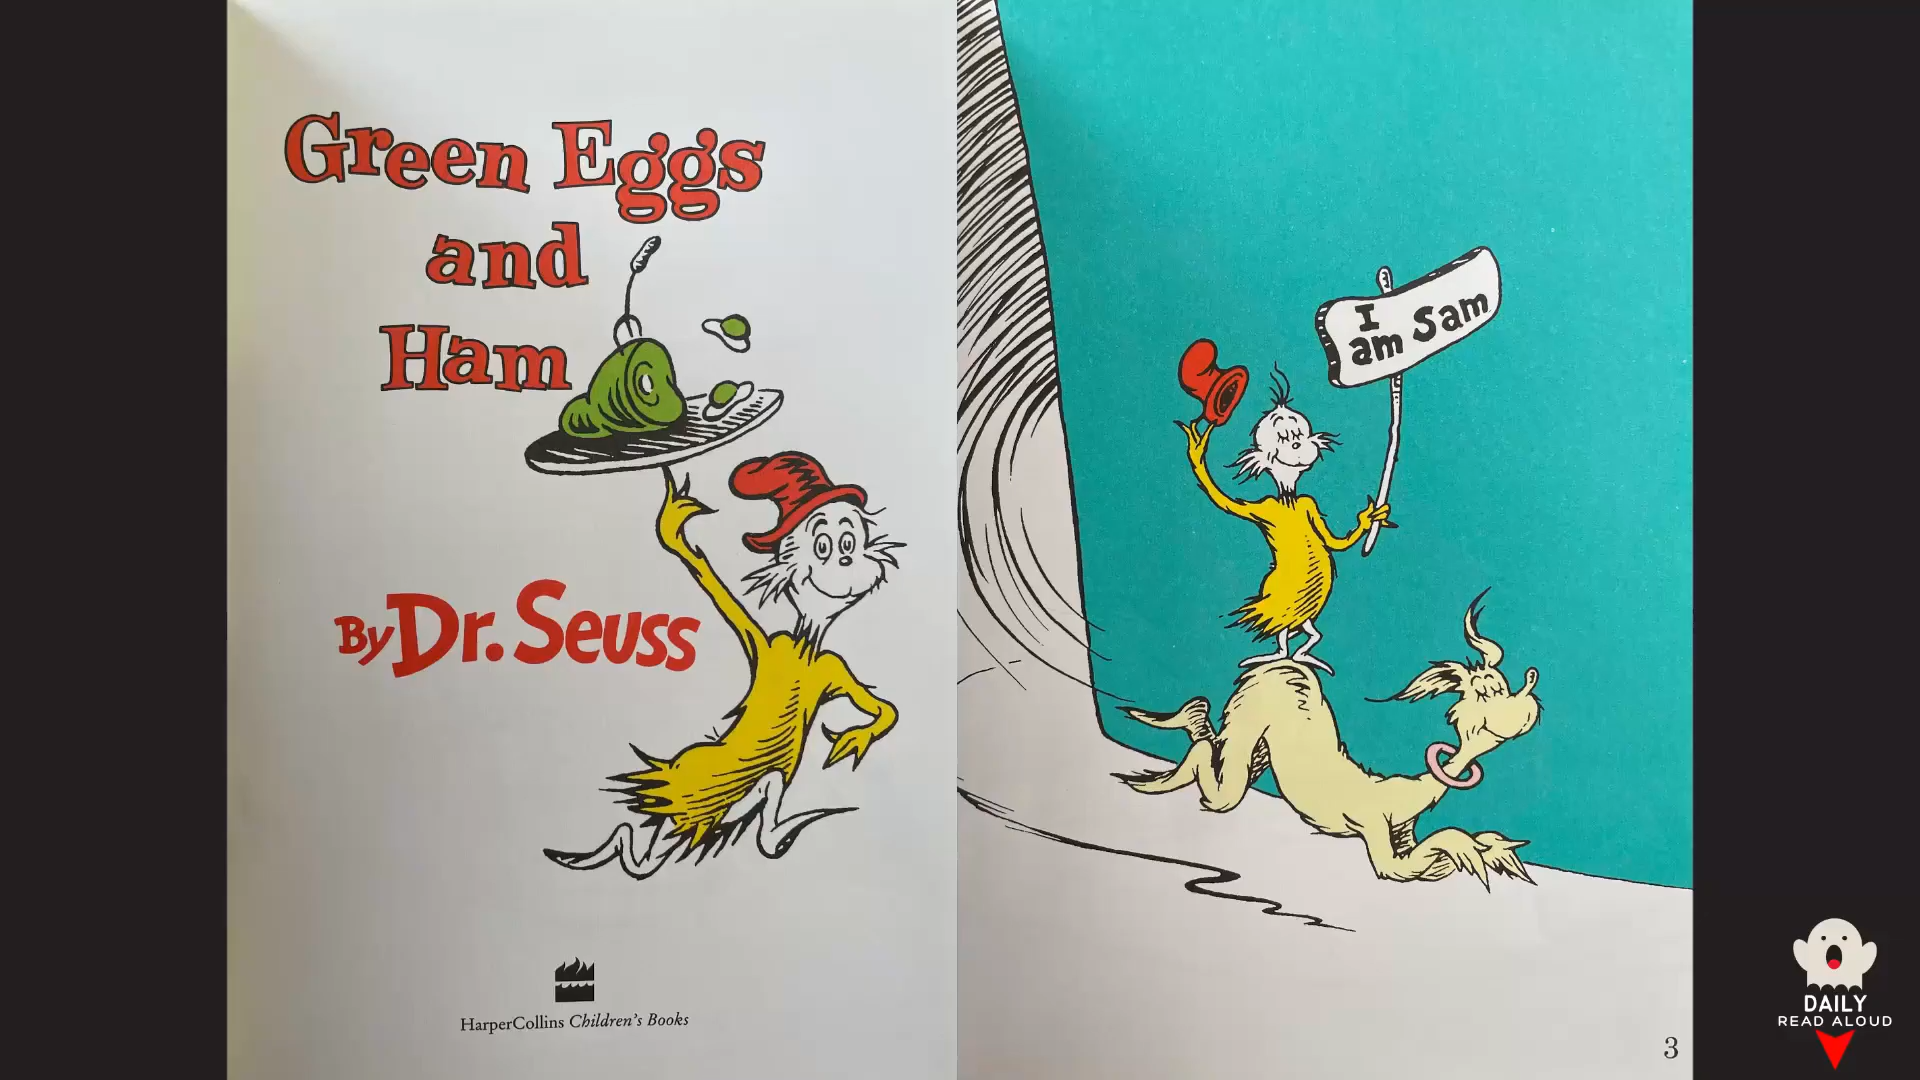 Green Eggs
and
Ham
By Dr. Seuss
HarperCollins Children's Books
I
am Sam
3
DAILY
READ ALOUD